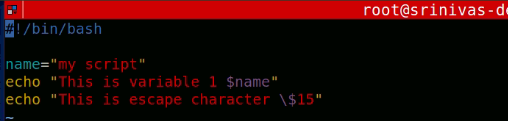 root@srinivas-de
#!/bin/bash
name="my script"
echo "This is variable 1 $name"
echo "This is escape character \$15"
~